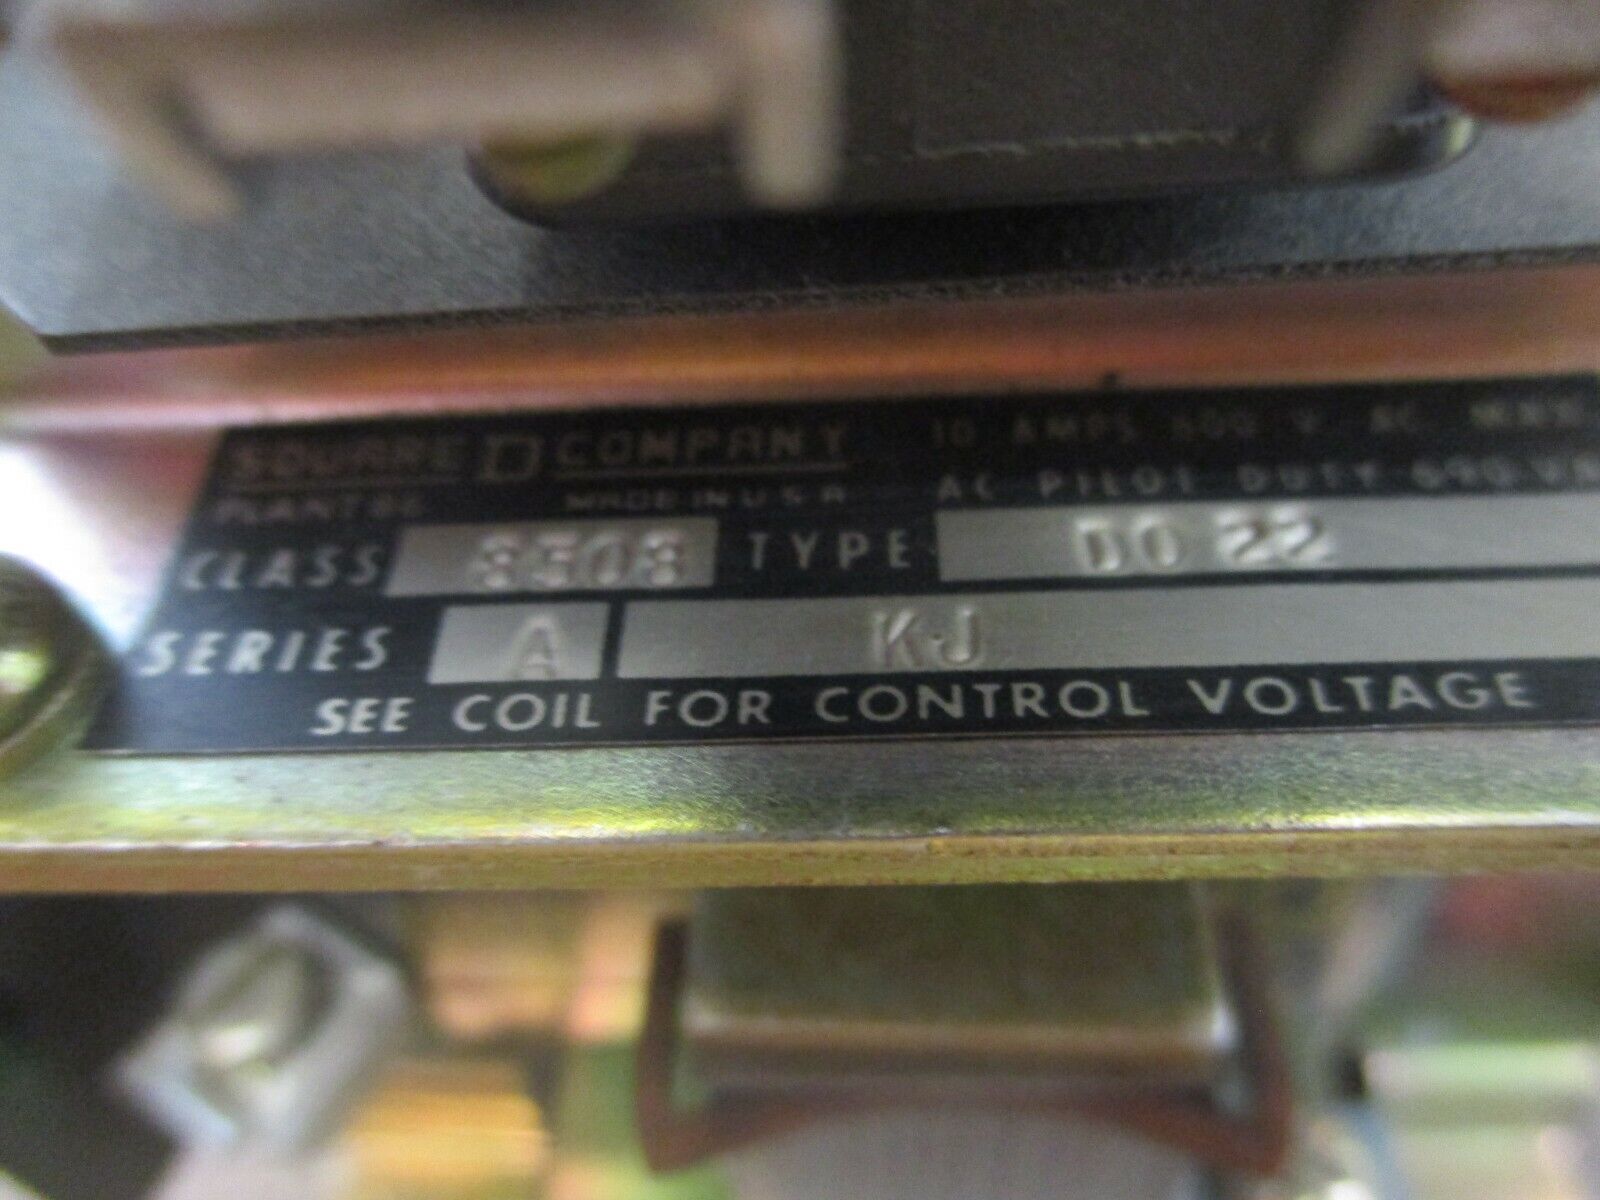 SQUARE D COMPANY 10 AMPS 600 V. AC MAX
MADE IN U.S.A. AC PILOT DUTY
CLASS TYPE DO 22
SERIES A KJ
SEE COIL FOR CONTROL VOLTAGE